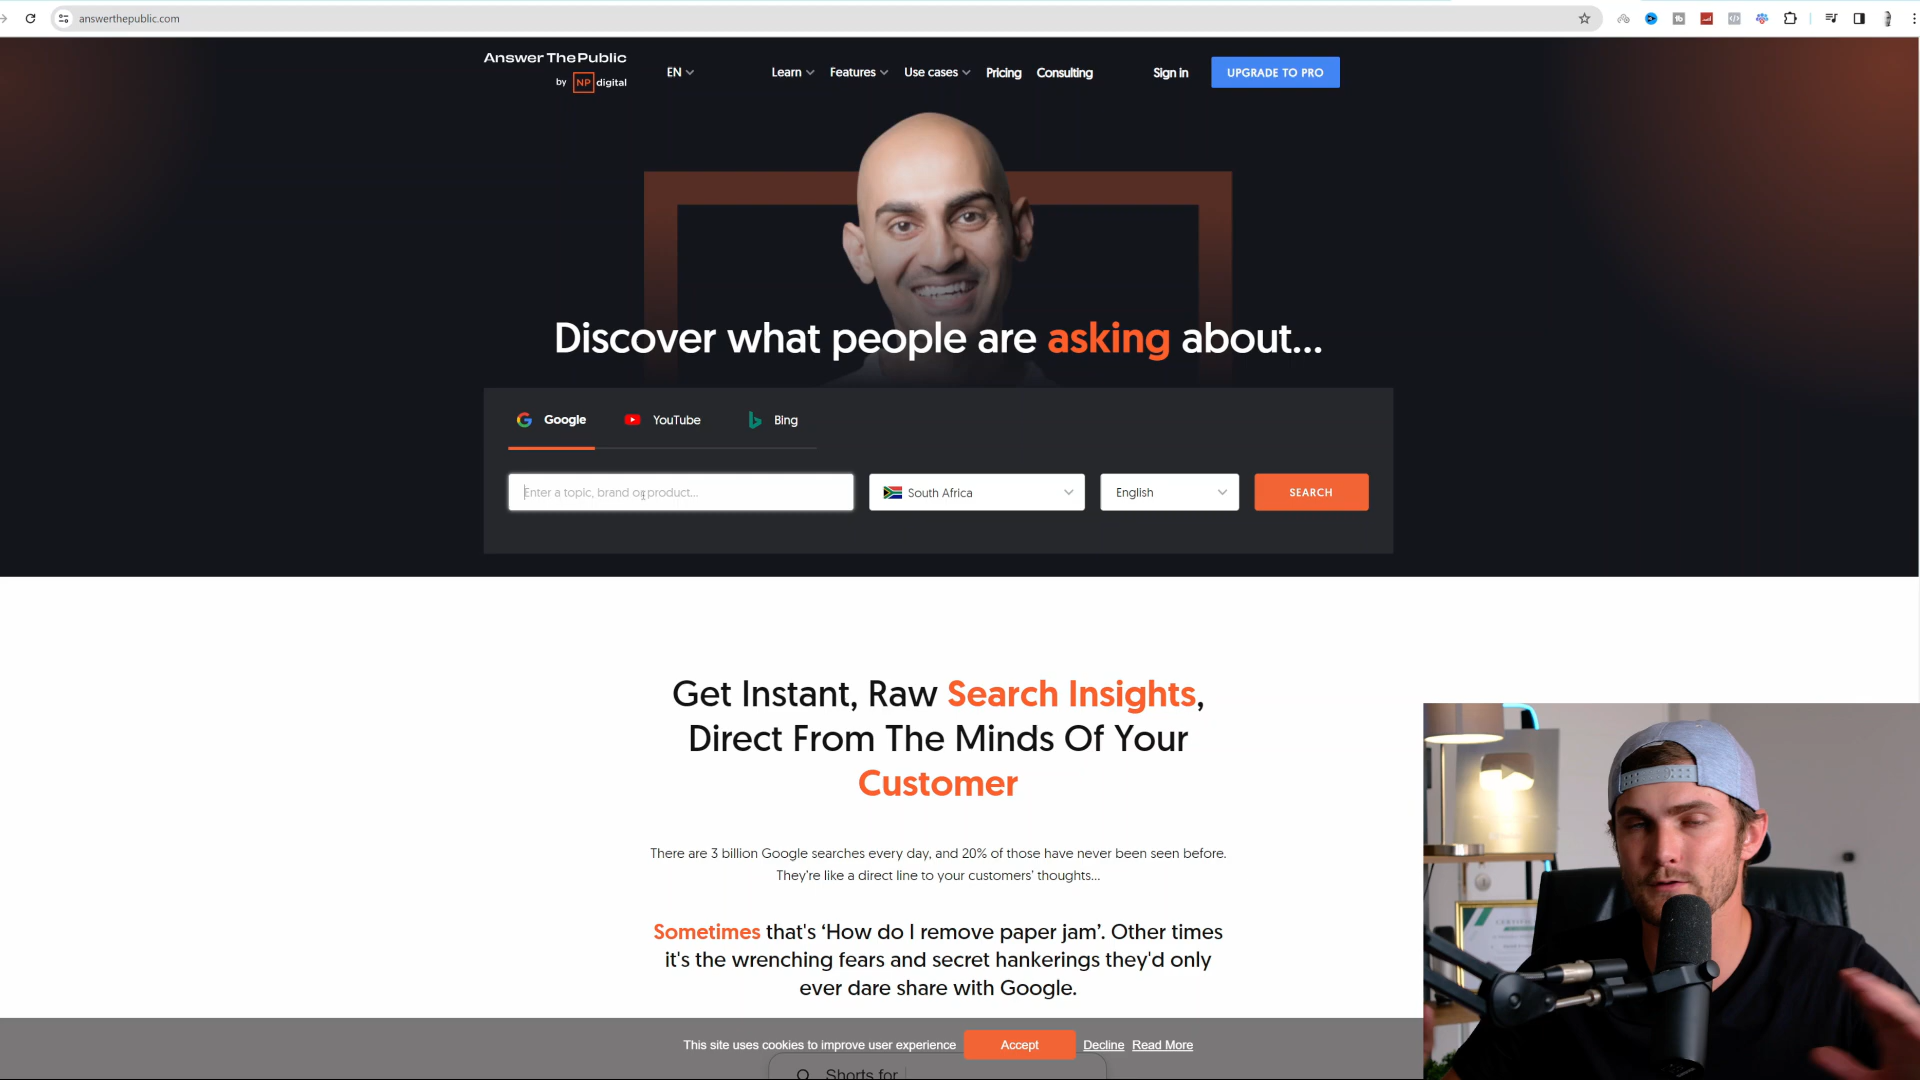 answerthepublic.com
Answer The Public
by NP digital
EN
Learn
Features
Use cases
Pricing
Consulting
Sign in
UPGRADE TO PRO
Discover what people are asking about...
Google
YouTube
Bing
Enter a topic, brand or product...
South Africa
English
SEARCH
Get Instant, Raw Search Insights,
Direct From The Minds Of Your
Customer
There are 3 billion Google searches every day, and 20% of those have never been seen before.
They're like a direct line to your customers' thoughts...
Sometimes that's ‘How do I remove paper jam’. Other times
it's the wrenching fears and secret hankerings they'd only
ever dare share with Google.
This site uses cookies to improve user experience
Accept
Decline
Read More
Shorts for